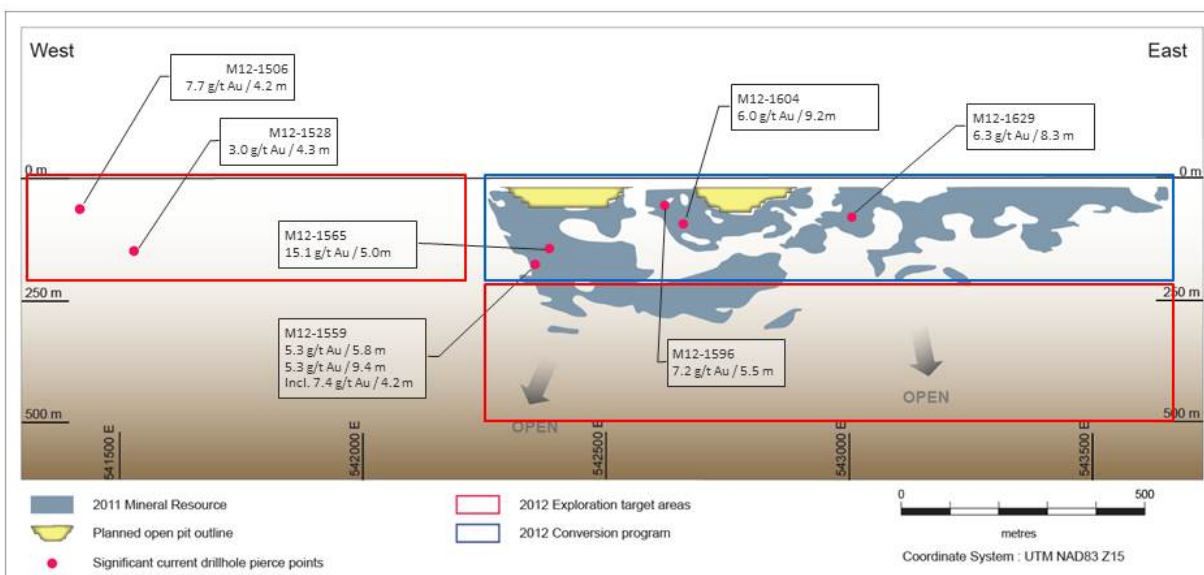 West
East
M12-1506
7.7 g/t Au / 4.2 m
M12-1528
3.0 g/t Au / 4.3 m
M12-1604
6.0 g/t Au / 9.2m
M12-1629
6.3 g/t Au / 8.3 m
0 m
0 m
M12-1565
15.1 g/t Au / 5.0m
250 m
250 m
M12-1559
5.3 g/t Au / 5.8 m
5.3 g/t Au / 9.4 m
Incl. 7.4 g/t Au / 4.2 m
M12-1596
7.2 g/t Au / 5.5 m
OPEN
OPEN
500 m
500 m
541500 E
542000 E
542500 E
543000 E
543500 E
2011 Mineral Resource
Planned open pit outline
Significant current drillhole pierce points
2012 Exploration target areas
2012 Conversion program
0
500
metres
Coordinate System : UTM NAD83 Z15